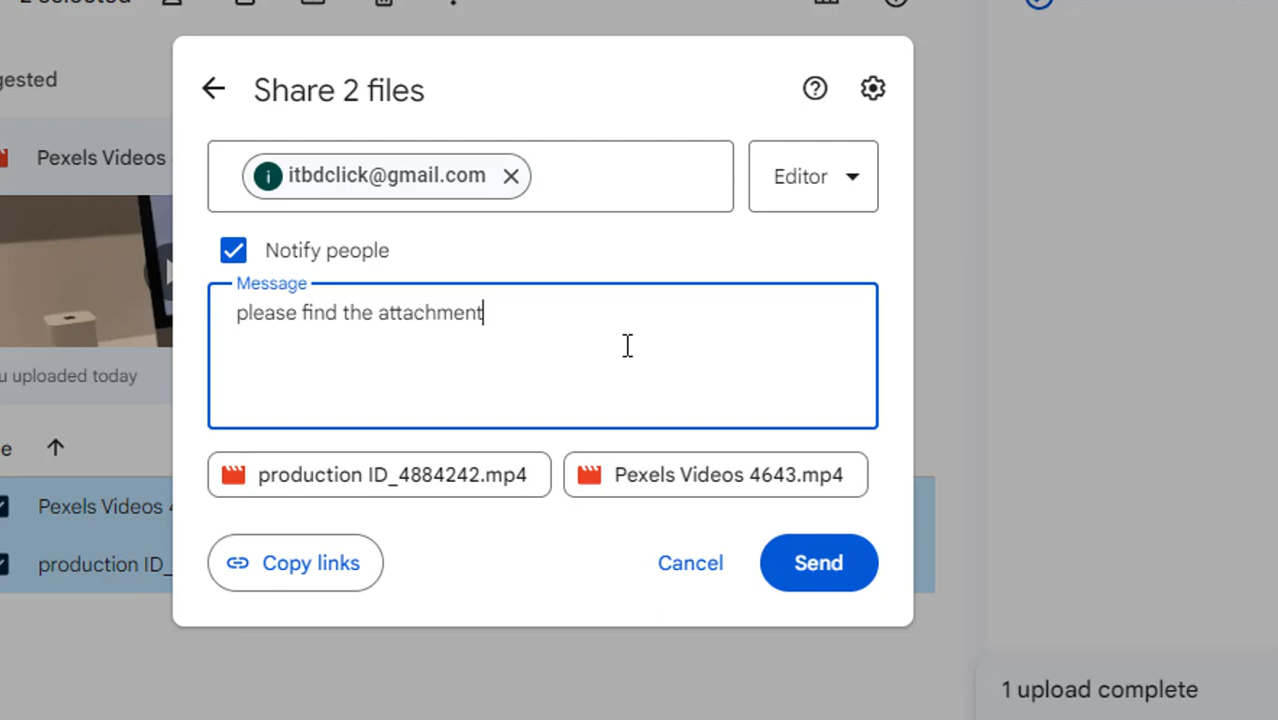 gested
Pexels Videos
u uploaded today
e
Pexels Videos
production ID_
Share 2 files
i itbdclick@gmail.com
Editor
Notify people
Message
please find the attachment
production ID_4884242.mp4
Pexels Videos 4643.mp4
Copy links
Cancel
Send
1 upload complete